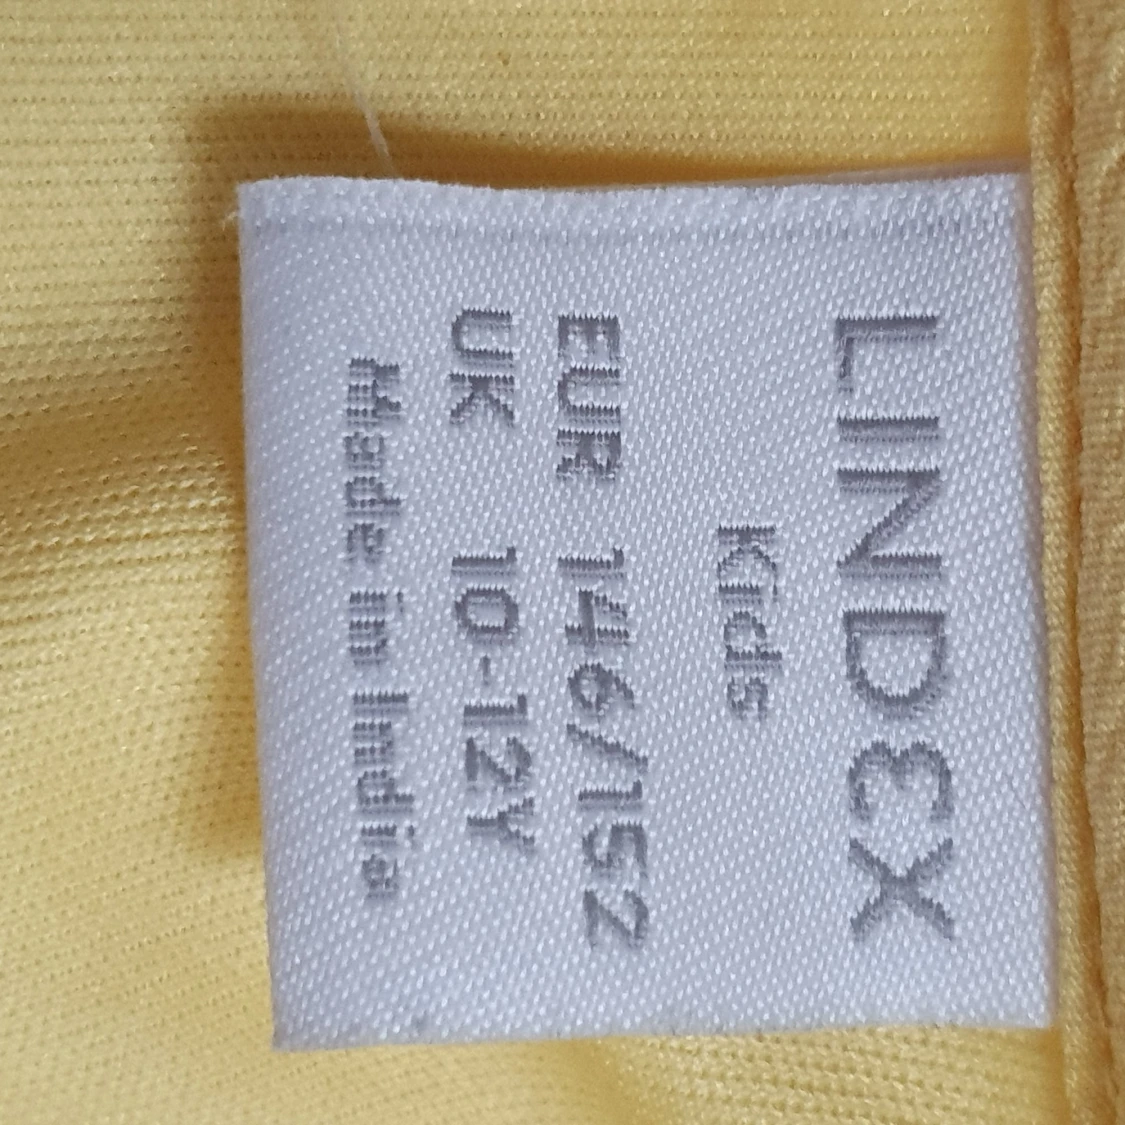 LINDEX
Kids
EUR 146/152
UK 10-12Y
Made in India